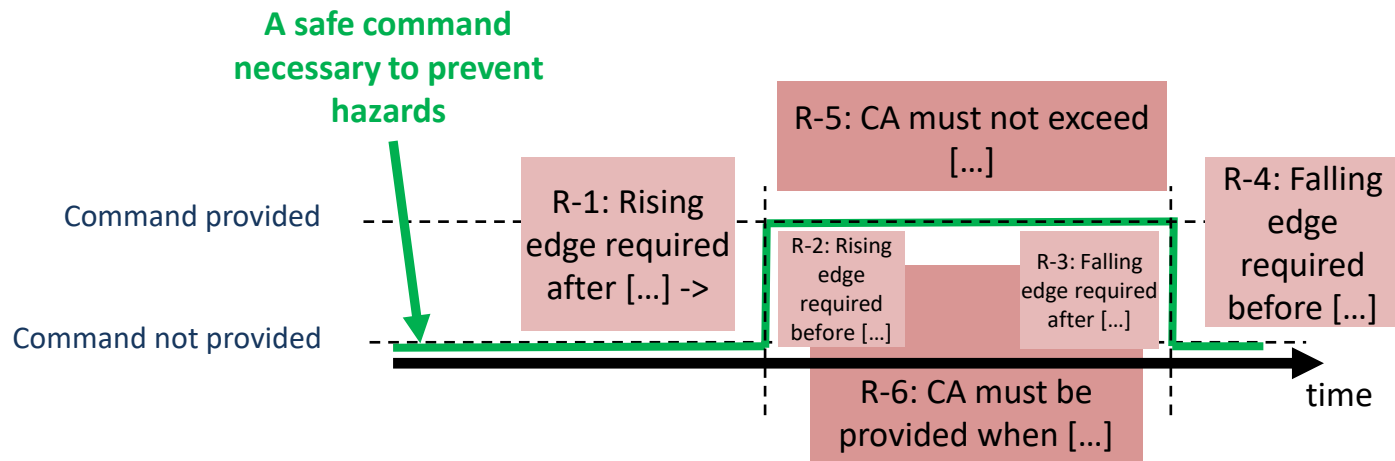 A safe command
necessary to prevent
hazards
R-5: CA must not exceed
[…]
R-1: Rising
edge required
after […] ->
R-4: Falling
edge
required
before […]
Command provided
R-2: Rising
edge
required
before […]
R-3: Falling
edge required
after […]
Command not provided
R-6: CA must be
provided when […]
time